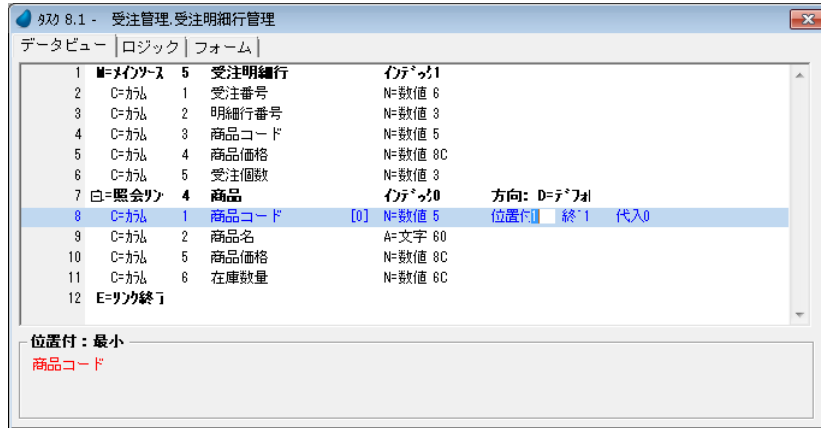 ﾀｽｸ 8.1 - 受注管理.受注明細行管理
データビュー ロジック フォーム
1 M=ﾒｲﾝｿｰｽ 5 受注明細行 ｲﾝﾃﾞｯｸｽ1
2 C=ｶﾗﾑ 1 受注番号 N=数値 6
3 C=ｶﾗﾑ 2 明細行番号 N=数値 3
4 C=ｶﾗﾑ 3 商品コード N=数値 5
5 C=ｶﾗﾑ 4 商品価格 N=数値 8C
6 C=ｶﾗﾑ 5 受注個数 N=数値 3
7 =照会ﾘﾝ 4 商品 ｲﾝﾃﾞｯｸｽ0 方向: D=ﾃﾞﾌｫﾙ
8 C=ｶﾗﾑ 1 商品コード [0] N=数値 5 位置付1 終1 代入0
9 C=ｶﾗﾑ 2 商品名 A=文字 60
10 C=ｶﾗﾑ 5 商品価格 N=数値 8C
11 C=ｶﾗﾑ 6 在庫数量 N=数値 6C
12 E=ﾘﾝｸ終了
位置付：最小
商品コード